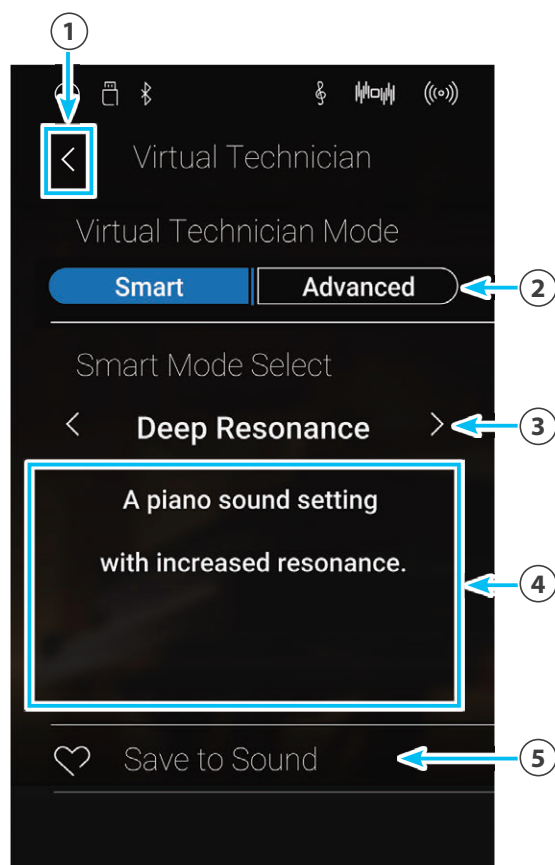 1
Virtual Technician
Virtual Technician Mode
Smart Advanced
2
Smart Mode Select
Deep Resonance
3
A piano sound setting
with increased resonance.
4
Save to Sound
5